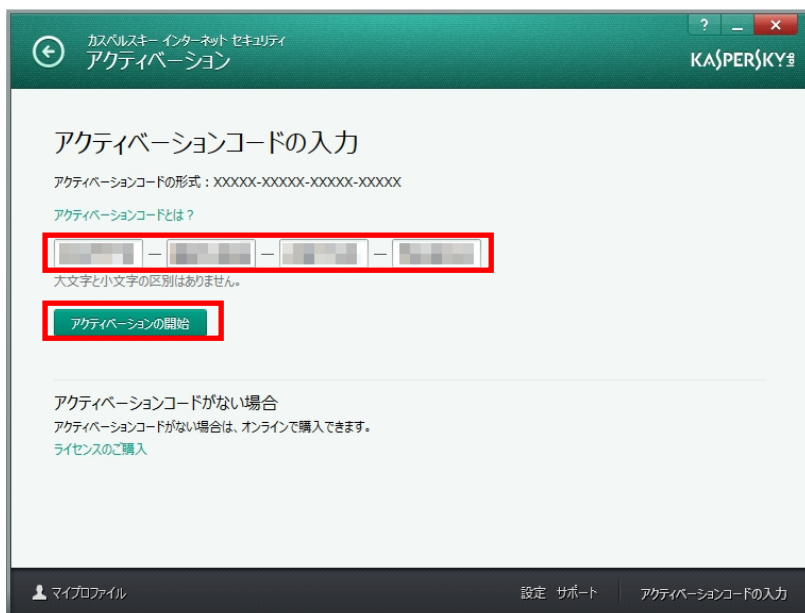 カスペルスキー インターネット セキュリティ
アクティベーション
KASPERSKY
アクティベーションコードの入力
アクティベーションコードの形式：XXXXX-XXXXX-XXXXX-XXXXX
アクティベーションコードとは？
大文字と小文字の区別はありません。
アクティベーションの開始
アクティベーションコードがない場合
アクティベーションコードがない場合は、オンラインで購入できます。
ライセンスのご購入
マイプロファイル
設定 サポート アクティベーションコードの入力